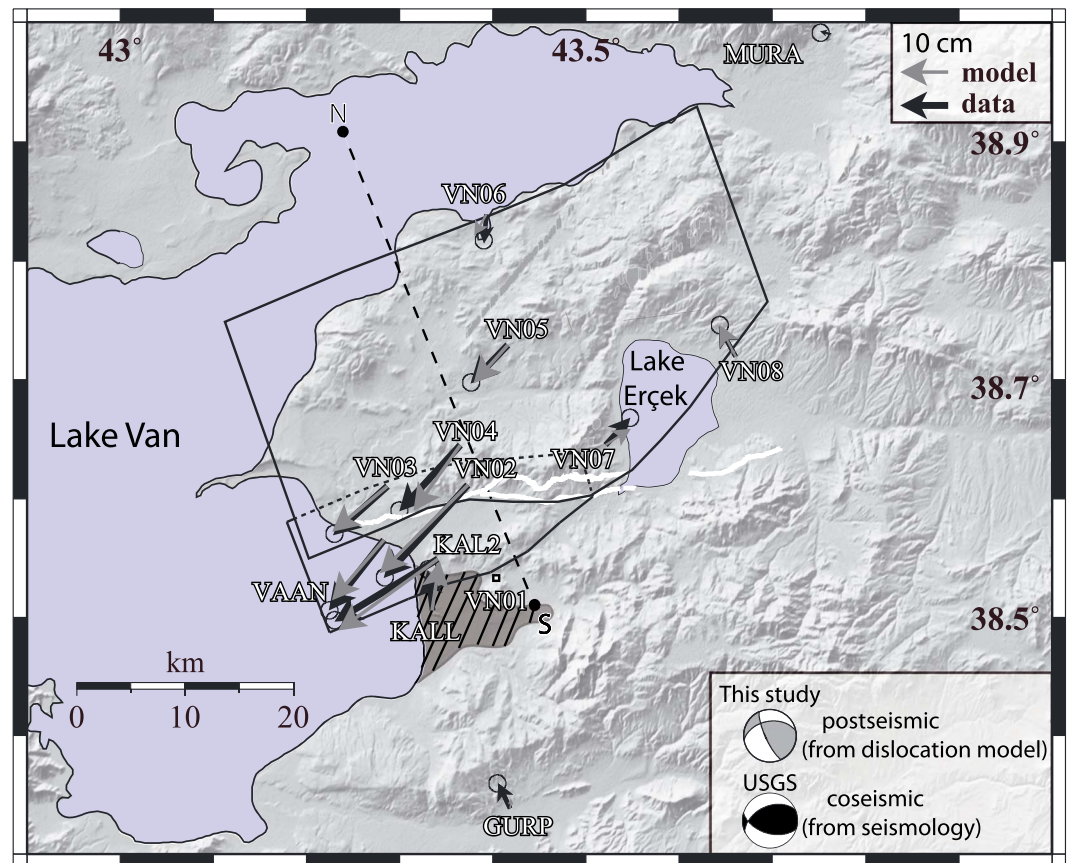 43° 43.5°
MURA
10 cm
model
data
N
38.9°
VN06
VN05
Lake
Erçek
VN08
38.7°
Lake Van
VN04
VN03 VN02 VN07
KAL2
VAAN
VN01
KALL
S
38.5°
km
0 10 20
This study
postseismic
(from dislocation model)
USGS
coseismic
(from seismology)
GURP